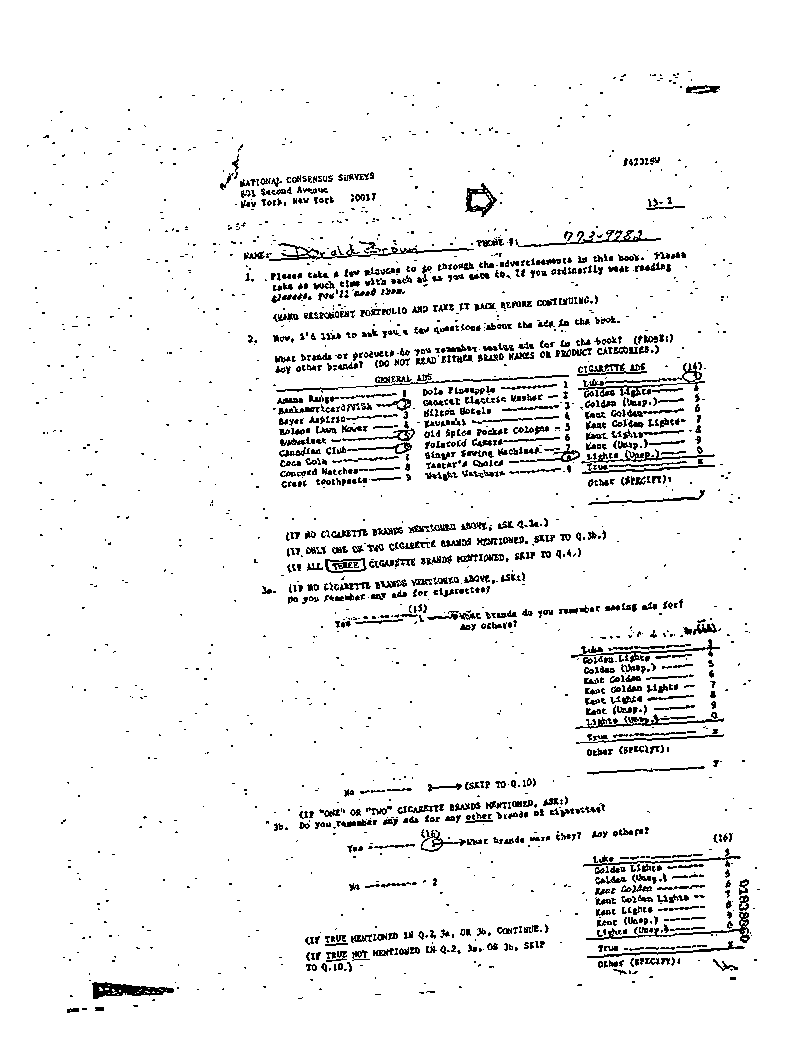 #42019W
NATIONAL CONSENSUS SURVEYS
801 Second Avenue
New York, New York 10017
13-2
NAME: Donald Brown PHONE #: 773-9782
1. Please take a few minutes to go through the advertisements in this book. Please
take as much time with each ad as you care to. If you ordinarily wear reading
glasses, you'll need them.
(HAND RESPONDENT PORTFOLIO AND TAKE IT BACK BEFORE CONTINUING.)
2. Now, I'd like to ask you a few questions about the ads in the book.
What brands or products do you remember seeing ads for in the book? (PROBE:)
Any other brands? (DO NOT READ EITHER BRAND NAMES OR PRODUCT CATEGORIES.)
GENERAL ADS
Amana Range 1
Bankamericard/VISA
Bayer Aspirin 3
Bolens Lawn Mower 4
Budweiser 5
Canadian Club
Coca Cola 7
Concord Watches 8
Crest toothpaste 9
Dole Pineapple 1
General Electric Washer - 2
Hilton Hotels 3
Kawasaki 4
Old Spice Pocket Cologne - 5
Polaroid Camera 6
Singer Sewing Machines 7
Taster's Choice
Weight Watchers 9
CIGARETTE ADS (14)
Luke
Golden Lights 4
Golden (Unsp.) 5
Kent Golden 6
Kent Golden Lights- 7
Kent Lights 8
Kent (Unsp.) 9
Lights (Unsp.) 0
True x
Other (SPECIFY):
y
(IF NO CIGARETTE BRANDS MENTIONED ABOVE, ASK Q.3a.)
(IF ONLY ONE OR TWO CIGARETTE BRANDS MENTIONED, SKIP TO Q.3b.)
(IF ALL THREE CIGARETTE BRANDS MENTIONED, SKIP TO Q.4.)
3a. (IF NO CIGARETTE BRANDS MENTIONED ABOVE, ASK:)
Do you remember any ads for cigarettes?
(15)
Yes 1 What brands do you remember seeing ads for?
Any others?
Luke 3
Golden Lights 4
Golden (Unsp.) 5
Kent Golden 6
Kent Golden Lights 7
Kent Lights 8
Kent (Unsp.) 9
Lights (Unsp.) 0
True x
Other (SPECIFY):
y
No 2 (SKIP TO Q.10)
(IF "ONE" OR "TWO" CIGARETTE BRANDS MENTIONED, ASK:)
3b. Do you remember any ads for any other brands of cigarettes?
(16)
Yes 1 What brands were they? Any others?
(16)
Luke 3
Golden Lights 4
Golden (Unsp.) 5
Kent Golden 6
Kent Golden Lights -- 7
Kent Lights 8
Kent (Unsp.) 9
Lights (Unsp.) 0
True x
Other (SPECIFY):
No 2
(IF TRUE MENTIONED IN Q.2, 3a, OR 3b, CONTINUE.)
(IF TRUE NOT MENTIONED IN Q.2, 3a, OR 3b, SKIP
TO Q.10.)
01838860